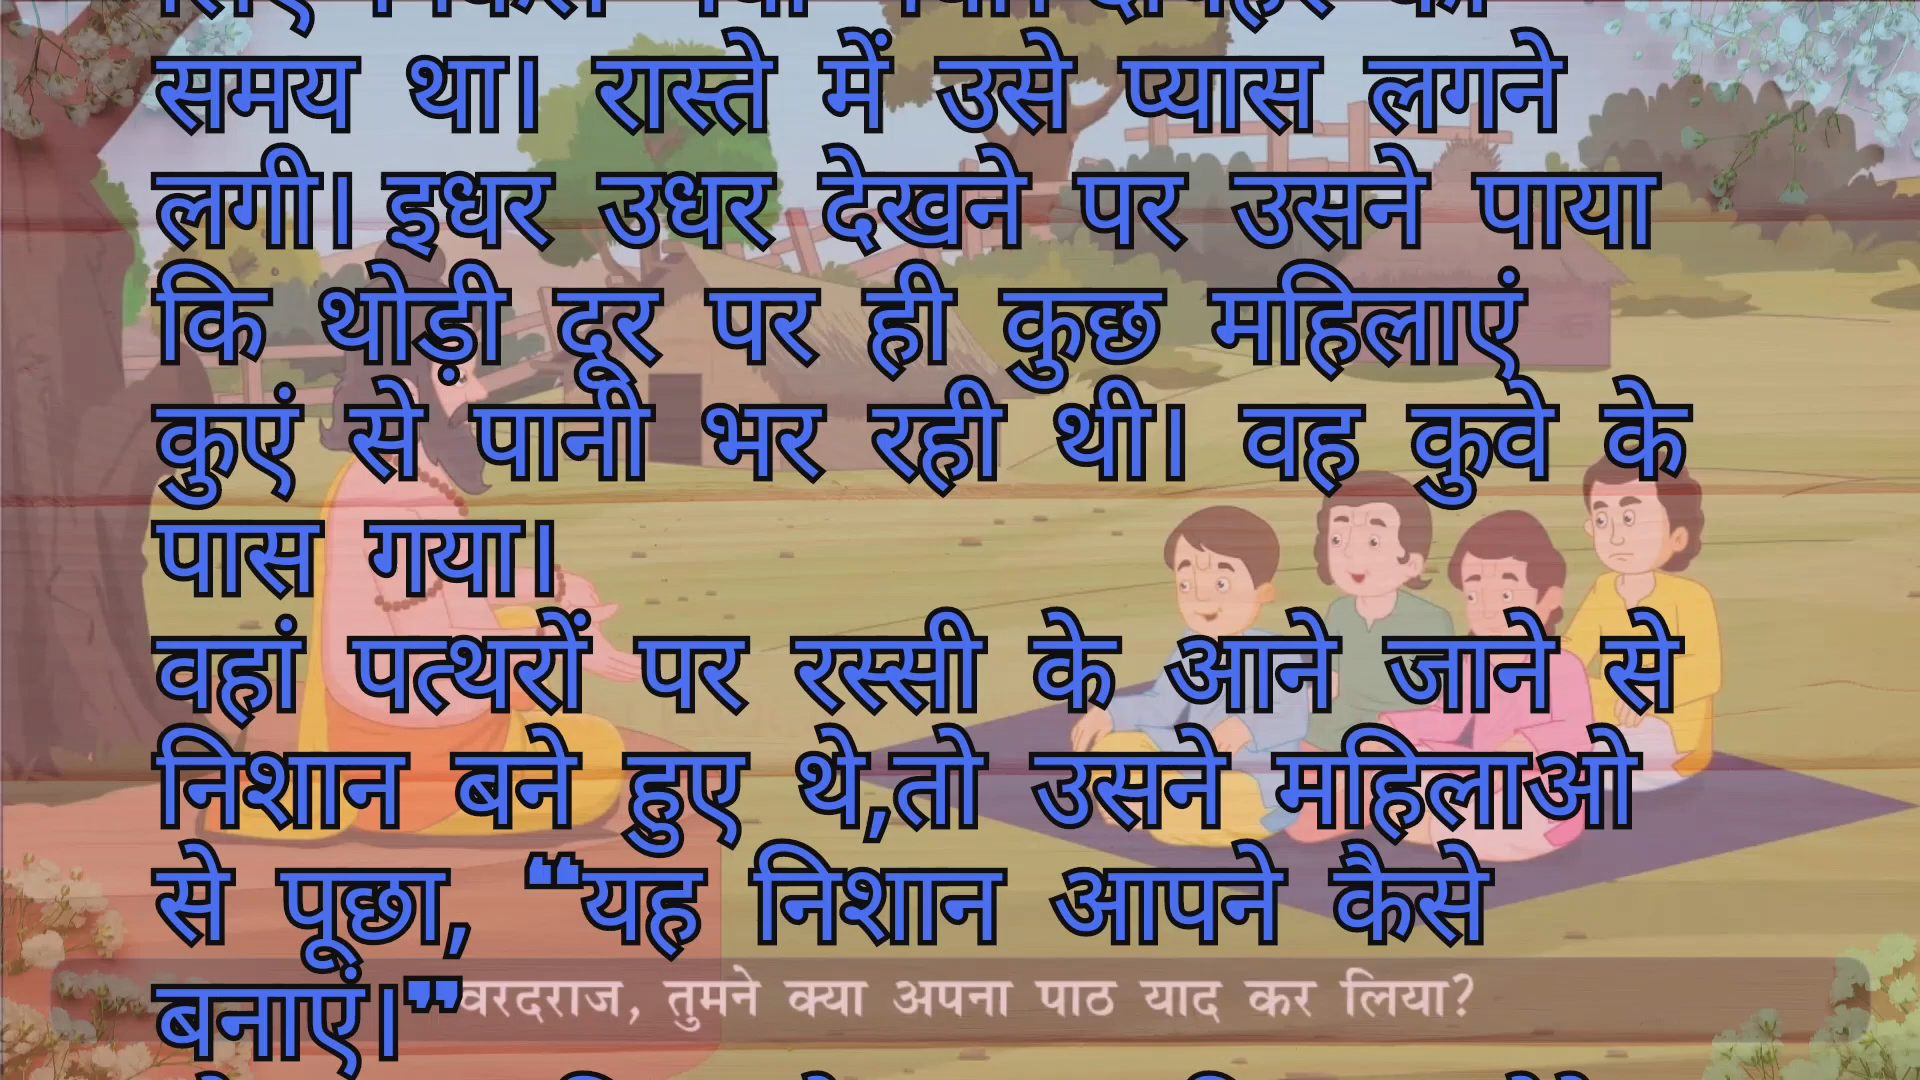 समय था। रास्ते में उसे प्यास लगने
लगी। इधर उधर देखने पर उसने पाया
कि थोड़ी दूर पर ही कुछ महिलाएं
कुएं से पानी भर रही थी। वह कुवे के
पास गया।
वहां पत्थरों पर रस्सी के आने जाने से
निशान बने हुए थे,तो उसने महिलाओ
से पूछा, “यह निशान आपने कैसे
बनाएं।”
वरदराज, तुमने क्या अपना पाठ याद कर लिया?